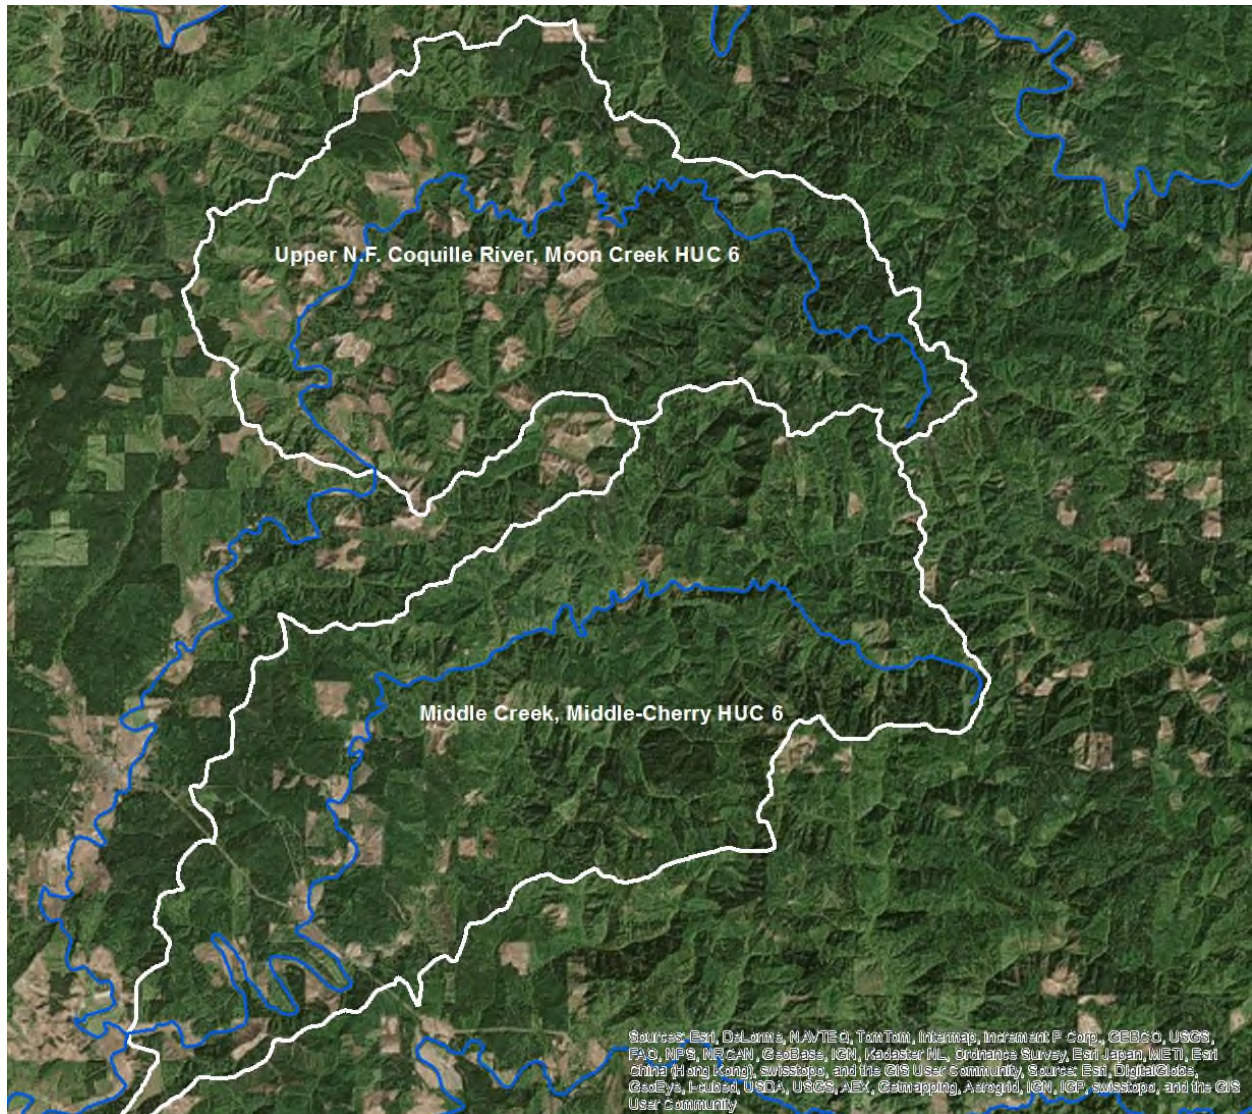 Upper N.F. Coquille River, Moon Creek HUC 6
Middle Creek, Middle-Cherry HUC 6
Sources: Esri, DeLorme, NAVTEQ, TomTom, Intermap, increment P Corp., GEBCO, USGS,
FAO, NPS, NRCAN, GeoBase, IGN, Kadaster NL, Ordnance Survey, Esri Japan, METI, Esri
China (Hong Kong), swisstopo, and the GIS User Community, Source: Esri, DigitalGlobe,
GeoEye, i-cubed, USDA, USGS, AEX, Getmapping, Aerogrid, IGN, IGP, swisstopo, and the GIS
User Community